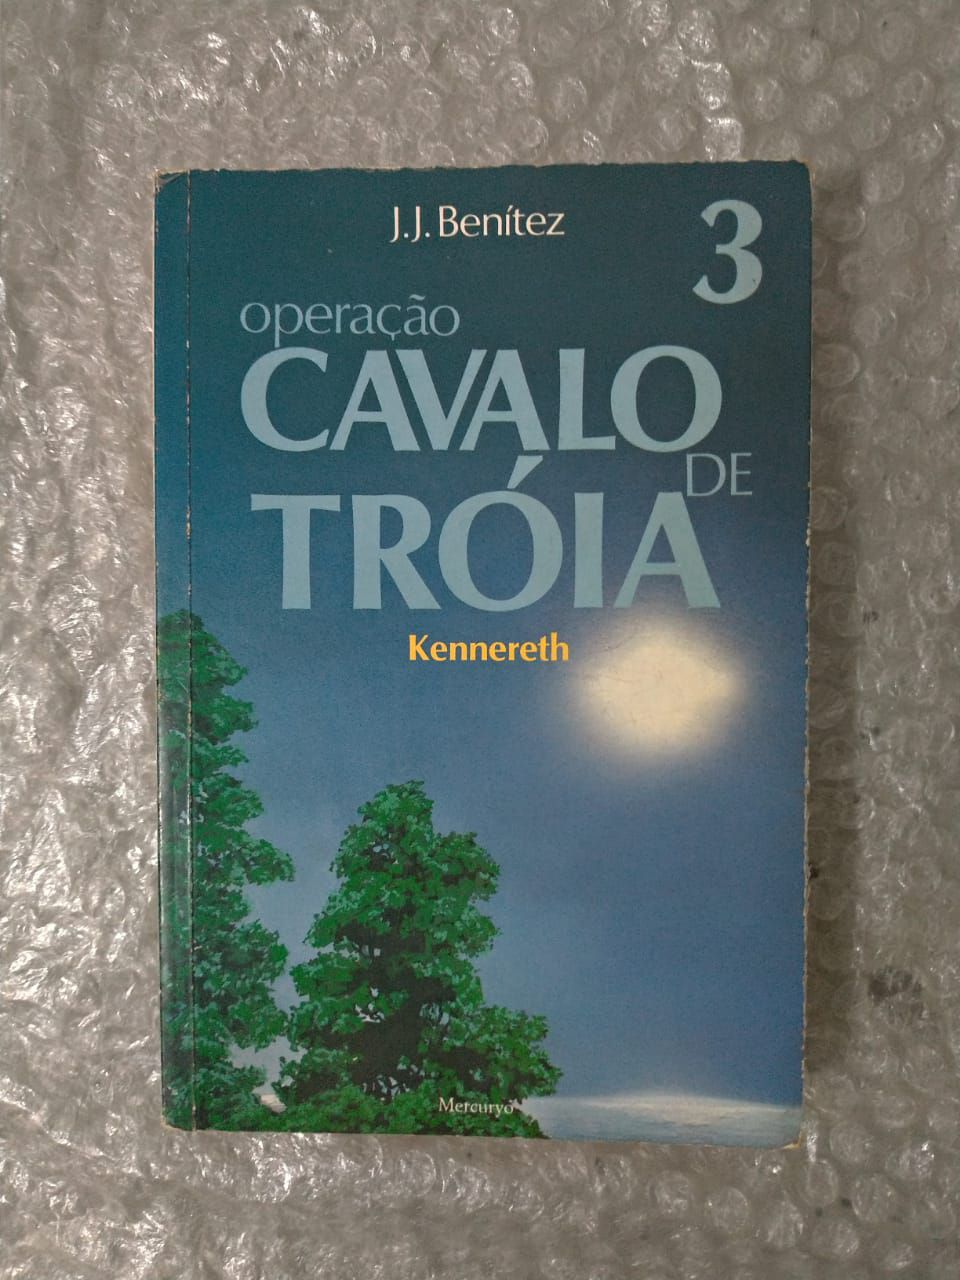 J.J. Benítez
3
operação
CAVALO
DE
TRÓIA
Kennereth
Mercuryo